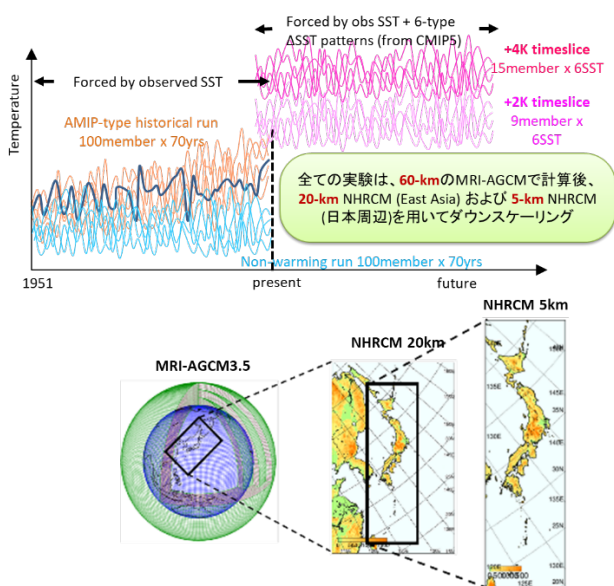 Forced by obs SST + 6-type
ΔSST patterns (from CMIP5)
+4K timeslice
15member x 6SST
Forced by observed SST
+2K timeslice
9member x
6SST
Temperature
AMIP-type historical run
100member x 70yrs
全ての実験は、60-kmのMRI-AGCMで計算後、
20-km NHRCM (East Asia) および 5-km NHRCM
(日本周辺)を用いてダウンスケーリング
Non-warming run 100member x 70yrs
1951
present
future
NHRCM 5km
NHRCM 20km
MRI-AGCM3.5